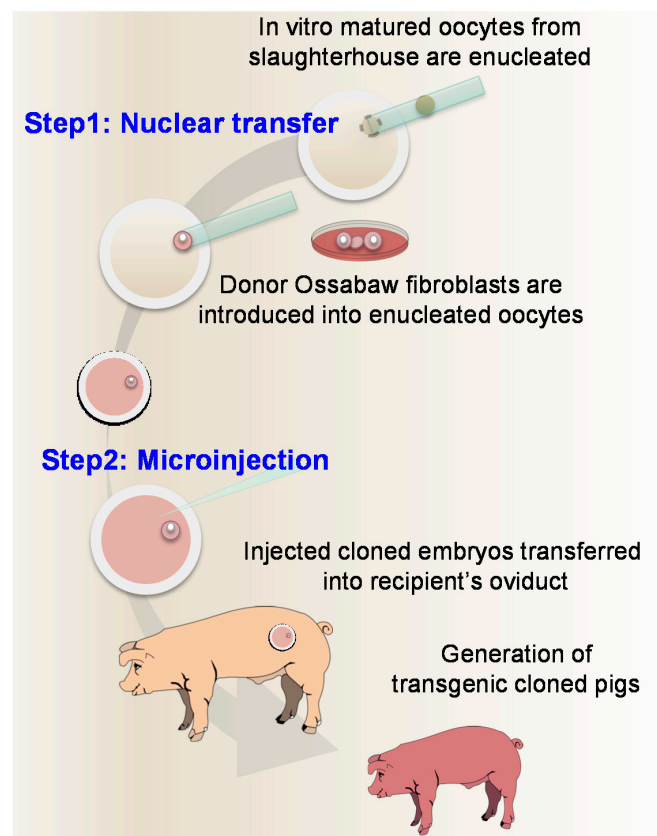 In vitro matured oocytes from
slaughterhouse are enucleated
Step1: Nuclear transfer
Donor Ossabaw fibroblasts are
introduced into enucleated oocytes
Step2: Microinjection
Injected cloned embryos transferred
into recipient's oviduct
Generation of
transgenic cloned pigs